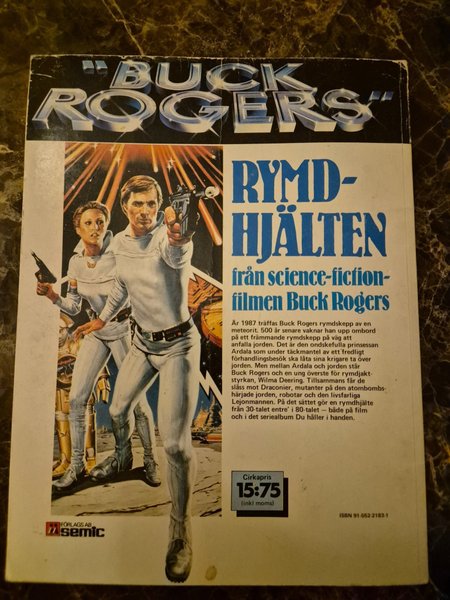 "BUCK
ROGERS"
RYMD-
HJÄLTEN
från science-fiction-
filmen Buck Rogers
År 1987 träffas Buck Rogers rymdskepp av en
meteorit. 500 år senare vaknar han upp ombord
på ett främmande rymdskepp på väg att
anfalla jorden. Det är den ondskefulla prinsessan
Ardala som under täckmantel av ett fredligt
förhandlingsbesök ska låta sina krigare ta över
jorden. Men mellan Ardala och jorden står
Buck Rogers och en ung överste för rymdjakt-
styrkan, Wilma Deering. Tillsammans får de
slåss mot Draconier, mutanter på den atombombs-
härjade jorden, robotar och den livsfarliga
Lejonmannen. På det sättet gör en rymdhjälte
från 30-talet entre' i 80-talet – både på film
och i det seriealbum Du håller i handen.
Cirkapris
15:75
(inkl moms)
FÖRLAGS AB
semic
ISBN 91-552-2183-1